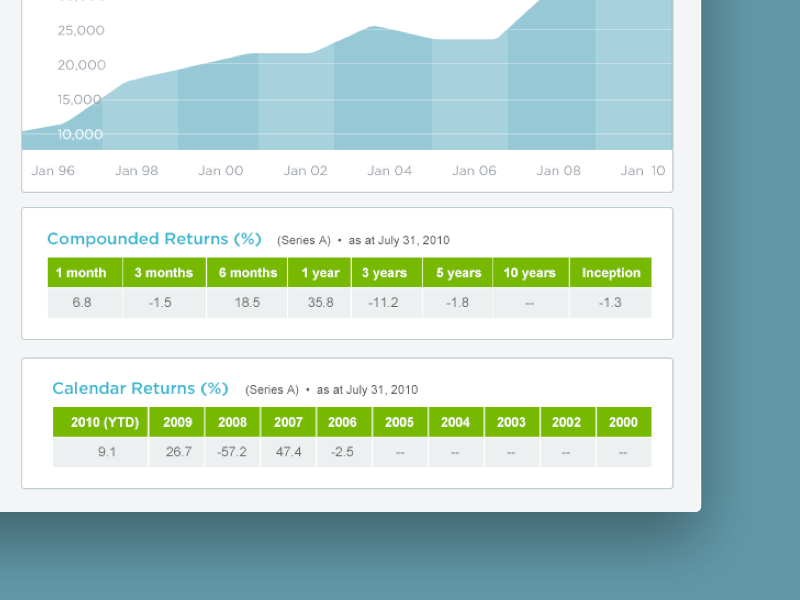 25,000
20,000
15,000
10,000
Jan 96 Jan 98 Jan 00 Jan 02 Jan 04 Jan 06 Jan 08 Jan 10
Compounded Returns (%) (Series A) • as at July 31, 2010
1 month 3 months 6 months 1 year 3 years 5 years 10 years Inception
6.8 -1.5 18.5 35.8 -11.2 -1.8 -- -1.3
Calendar Returns (%) (Series A) • as at July 31, 2010
2010 (YTD) 2009 2008 2007 2006 2005 2004 2003 2002 2000
9.1 26.7 -57.2 47.4 -2.5 -- -- -- -- --